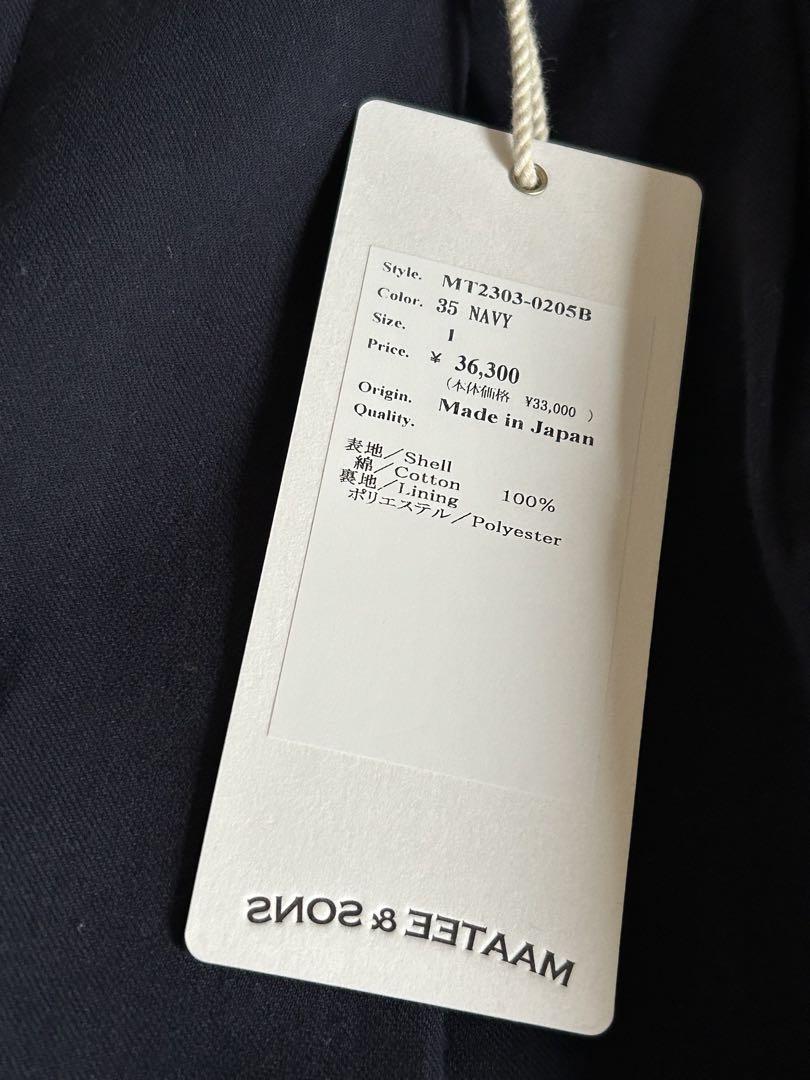 Style. MT2303-0205B
Color. 35 NAVY
Size. 1
Price. ¥ 36,300
(本体価格 ¥33,000 )
Origin. Made in Japan
Quality.
表地／Shell
綿／Cotton 100%
裏地／Lining
ポリエステル／Polyester
MAATEE & SONS